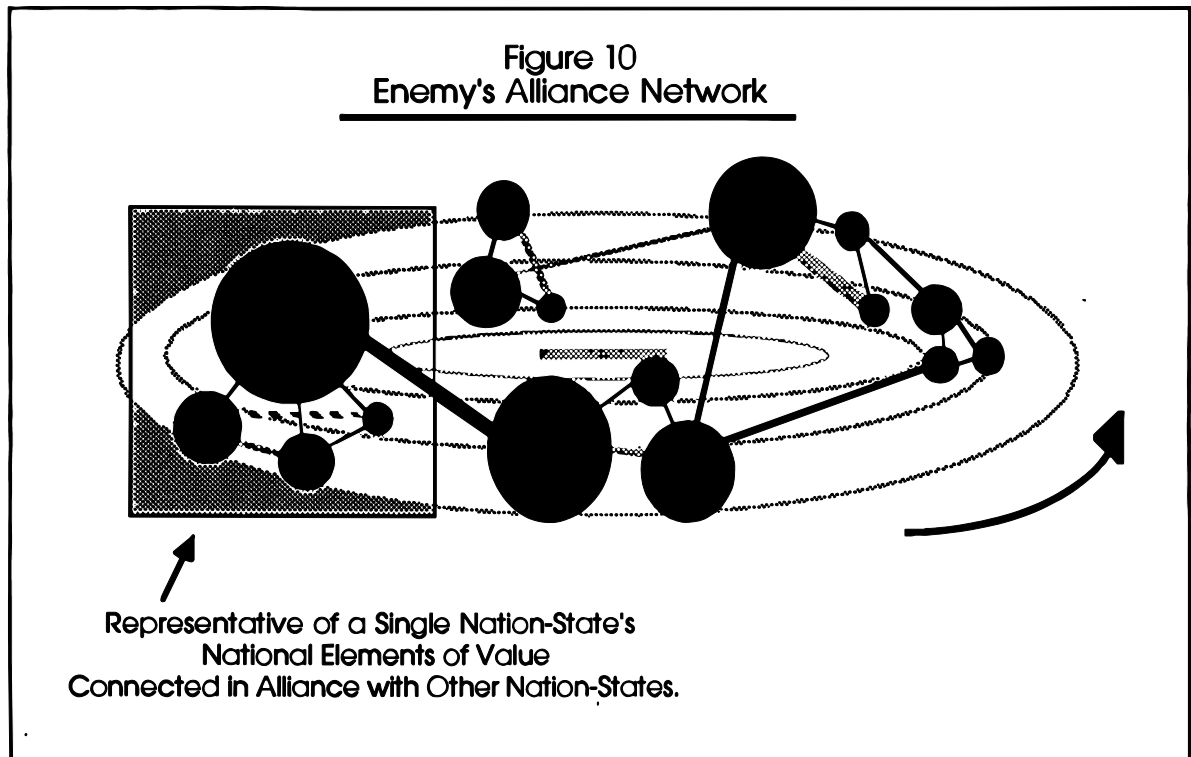 Figure 10
Enemy's Alliance Network
Representative of a Single Nation-State's
National Elements of Value
Connected in Alliance with Other Nation-States.